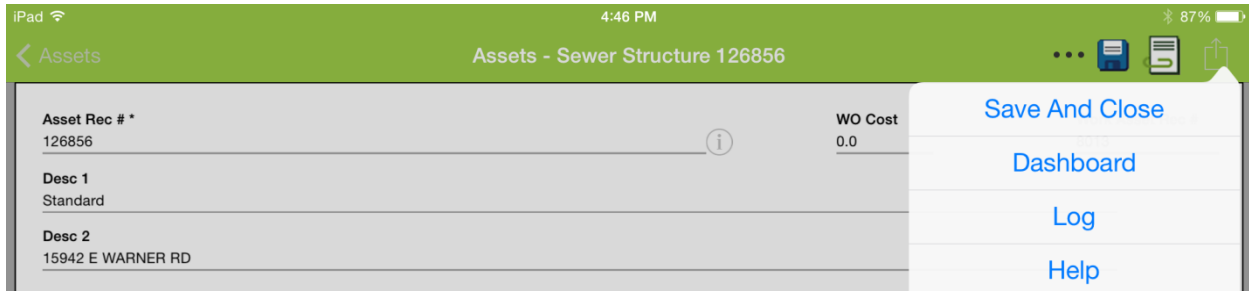 iPad 4:46 PM 87%
Assets Assets - Sewer Structure 126856
Save And Close
Asset Rec # * WO Cost
126856 0.0
Dashboard
Desc 1
Standard
Log
Desc 2
15942 E WARNER RD
Help